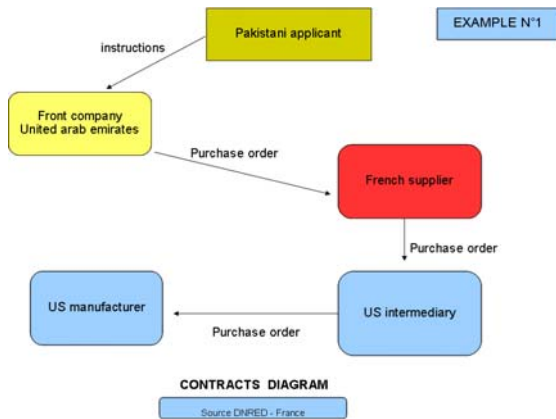 EXAMPLE N°1
Pakistani applicant
instructions
Front company
United arab emirates
Purchase order
French supplier
Purchase order
US manufacturer
US intermediary
Purchase order
CONTRACTS DIAGRAM
Source DNRED - France